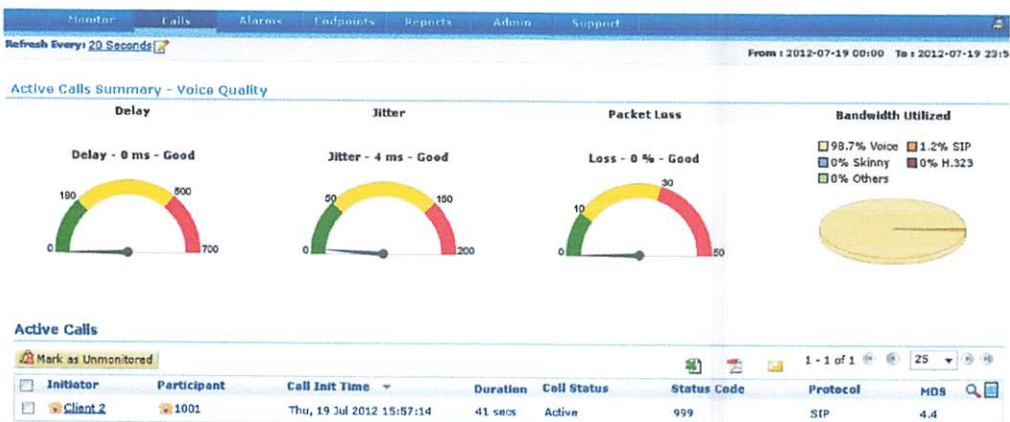 Monitor Calls Alarms Endpoints Reports Admin Support
Refresh Every: 20 Seconds
From : 2012-07-19 00:00 To : 2012-07-19 23:5
Active Calls Summary - Voice Quality
Delay Jitter Packet Loss Bandwidth Utilized
98.7% Voice 1.2% SIP
0% Skinny 0% H.323
0% Others
Delay - 0 ms - Good Jitter - 4 ms - Good Loss - 0 % - Good
500 50 150 10 30
0 700 0 200 0 50
Active Calls
Mark as Unmonitored 1 - 1 of 1 25
Initiator Participant Call Init Time Duration Call Status Status Code Protocol MOS
Client 2 1001 Thu, 19 Jul 2012 15:57:14 41 secs Active 999 SIP 4.4